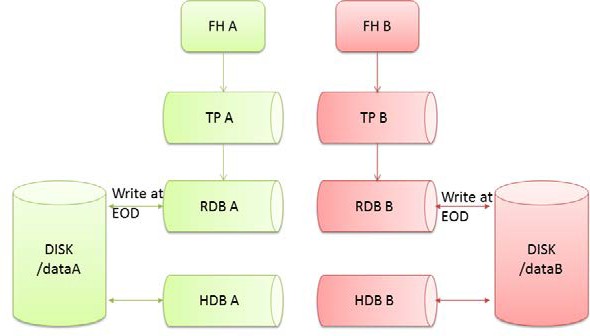 FH A
FH B
TP A
TP B
Write at
EOD
RDB A
RDB B
Write at
EOD
DISK
/dataA
DISK
/dataB
HDB A
HDB B